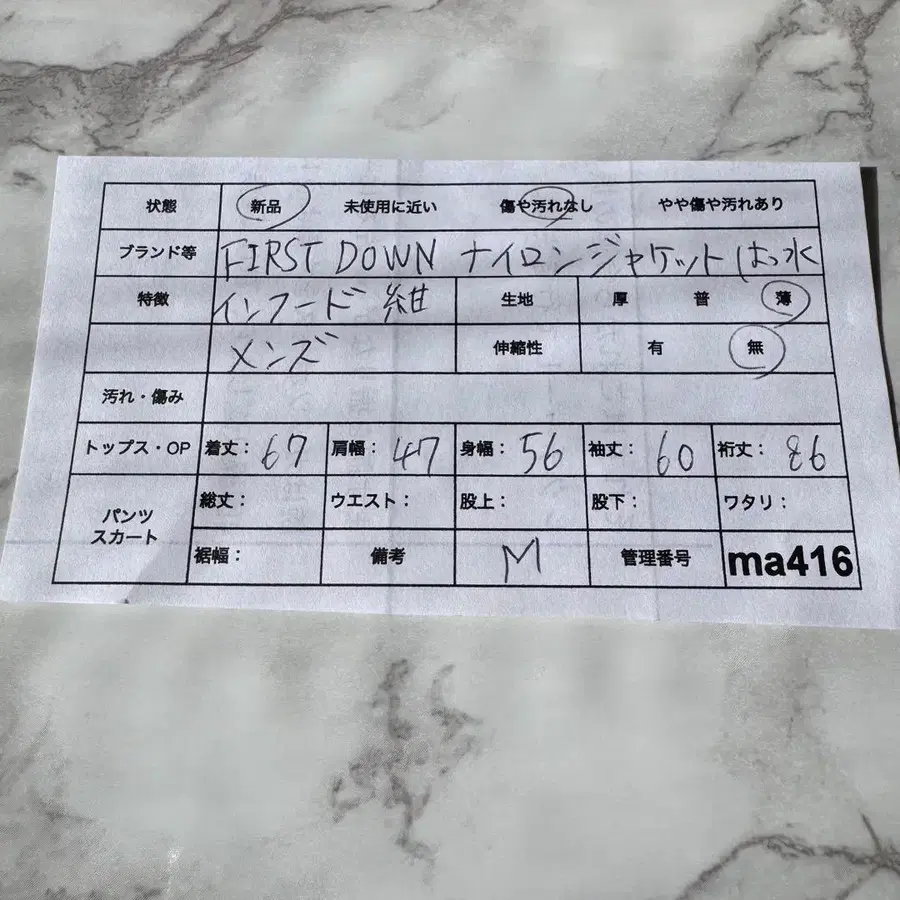 状態 新品 未使用に近い 傷や汚れなし やや傷や汚れあり
ブランド等 FIRST DOWN ナイロンジャケット はっ水
特徴 インフード 紺 生地 厚 普 薄
メンズ 伸縮性 有 無
汚れ・傷み
トップス・OP 着丈: 67 肩幅: 47 身幅: 56 袖丈: 60 裄丈: 86
パンツ スカート 総丈: ウエスト: 股上: 股下: ワタリ:
裾幅: 備考 M 管理番号 ma416